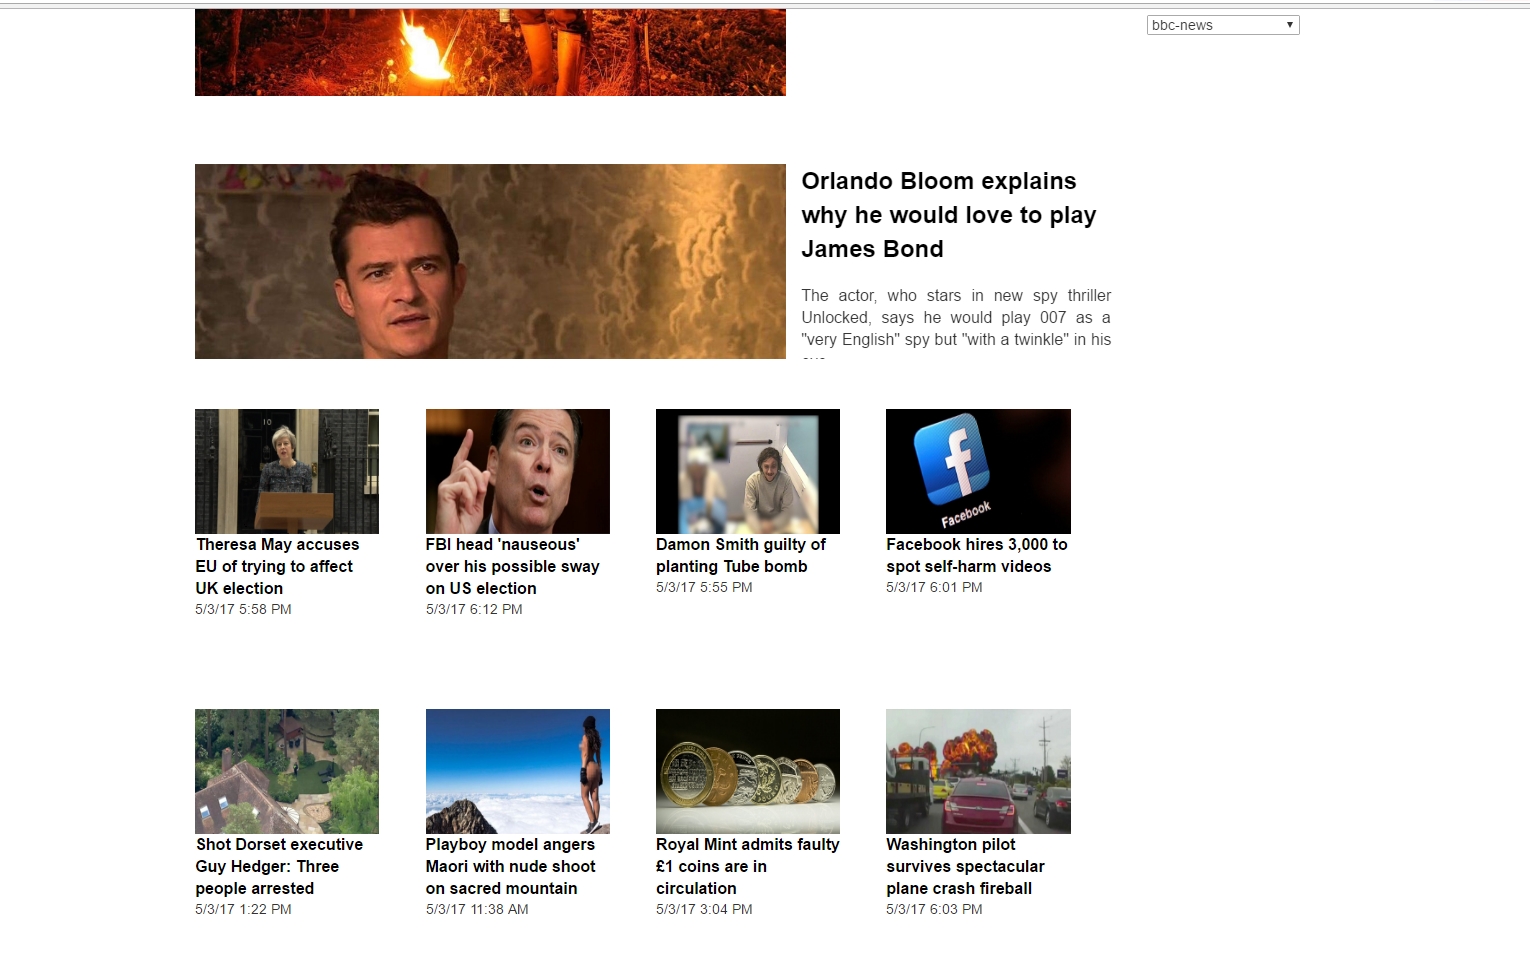 bbc-news
Orlando Bloom explains
why he would love to play
James Bond
The actor, who stars in new spy thriller
Unlocked, says he would play 007 as a
"very English" spy but "with a twinkle" in his
10
Facebook
Theresa May accuses
EU of trying to affect
UK election
5/3/17 5:58 PM
FBI head 'nauseous'
over his possible sway
on US election
5/3/17 6:12 PM
Damon Smith guilty of
planting Tube bomb
5/3/17 5:55 PM
Facebook hires 3,000 to
spot self-harm videos
5/3/17 6:01 PM
Shot Dorset executive
Guy Hedger: Three
people arrested
5/3/17 1:22 PM
Playboy model angers
Maori with nude shoot
on sacred mountain
5/3/17 11:38 AM
Royal Mint admits faulty
£1 coins are in
circulation
5/3/17 3:04 PM
Washington pilot
survives spectacular
plane crash fireball
5/3/17 6:03 PM